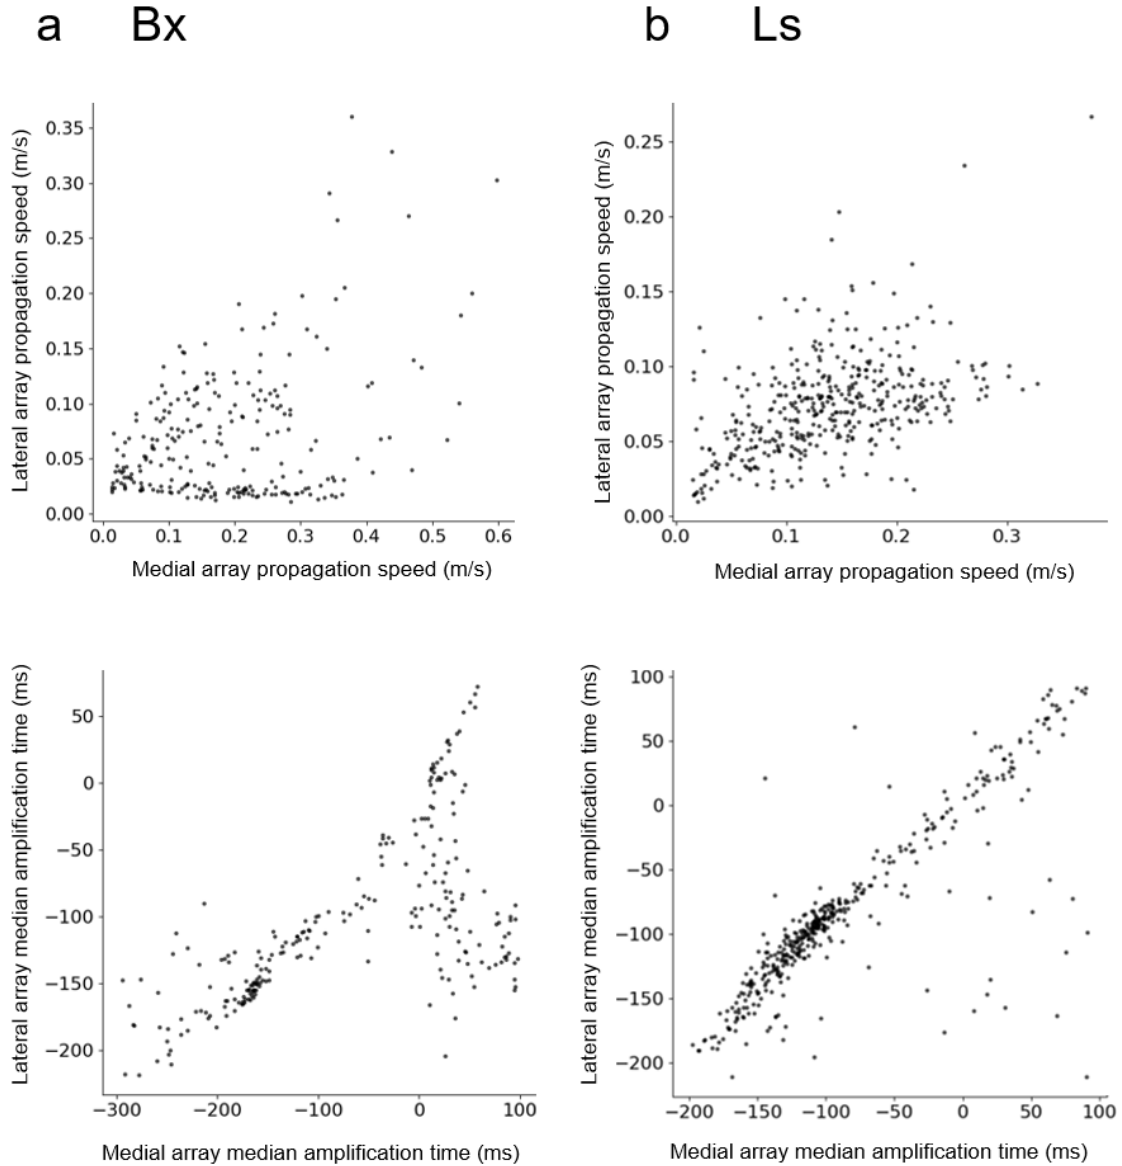 a Bx
b Ls
Lateral array propagation speed (m/s)
0.35
0.30
0.25
0.20
0.15
0.10
0.05
0.00
0.0 0.1 0.2 0.3 0.4 0.5 0.6
Medial array propagation speed (m/s)
Lateral array propagation speed (m/s)
0.25
0.20
0.15
0.10
0.05
0.00
0.0 0.1 0.2 0.3
Medial array propagation speed (m/s)
Lateral array median amplification time (ms)
50
0
−50
−100
−150
−200
−300 −200 −100 0 100
Medial array median amplification time (ms)
Lateral array median amplification time (ms)
100
50
0
−50
−100
−150
−200
−200 −150 −100 −50 0 50 100
Medial array median amplification time (ms)